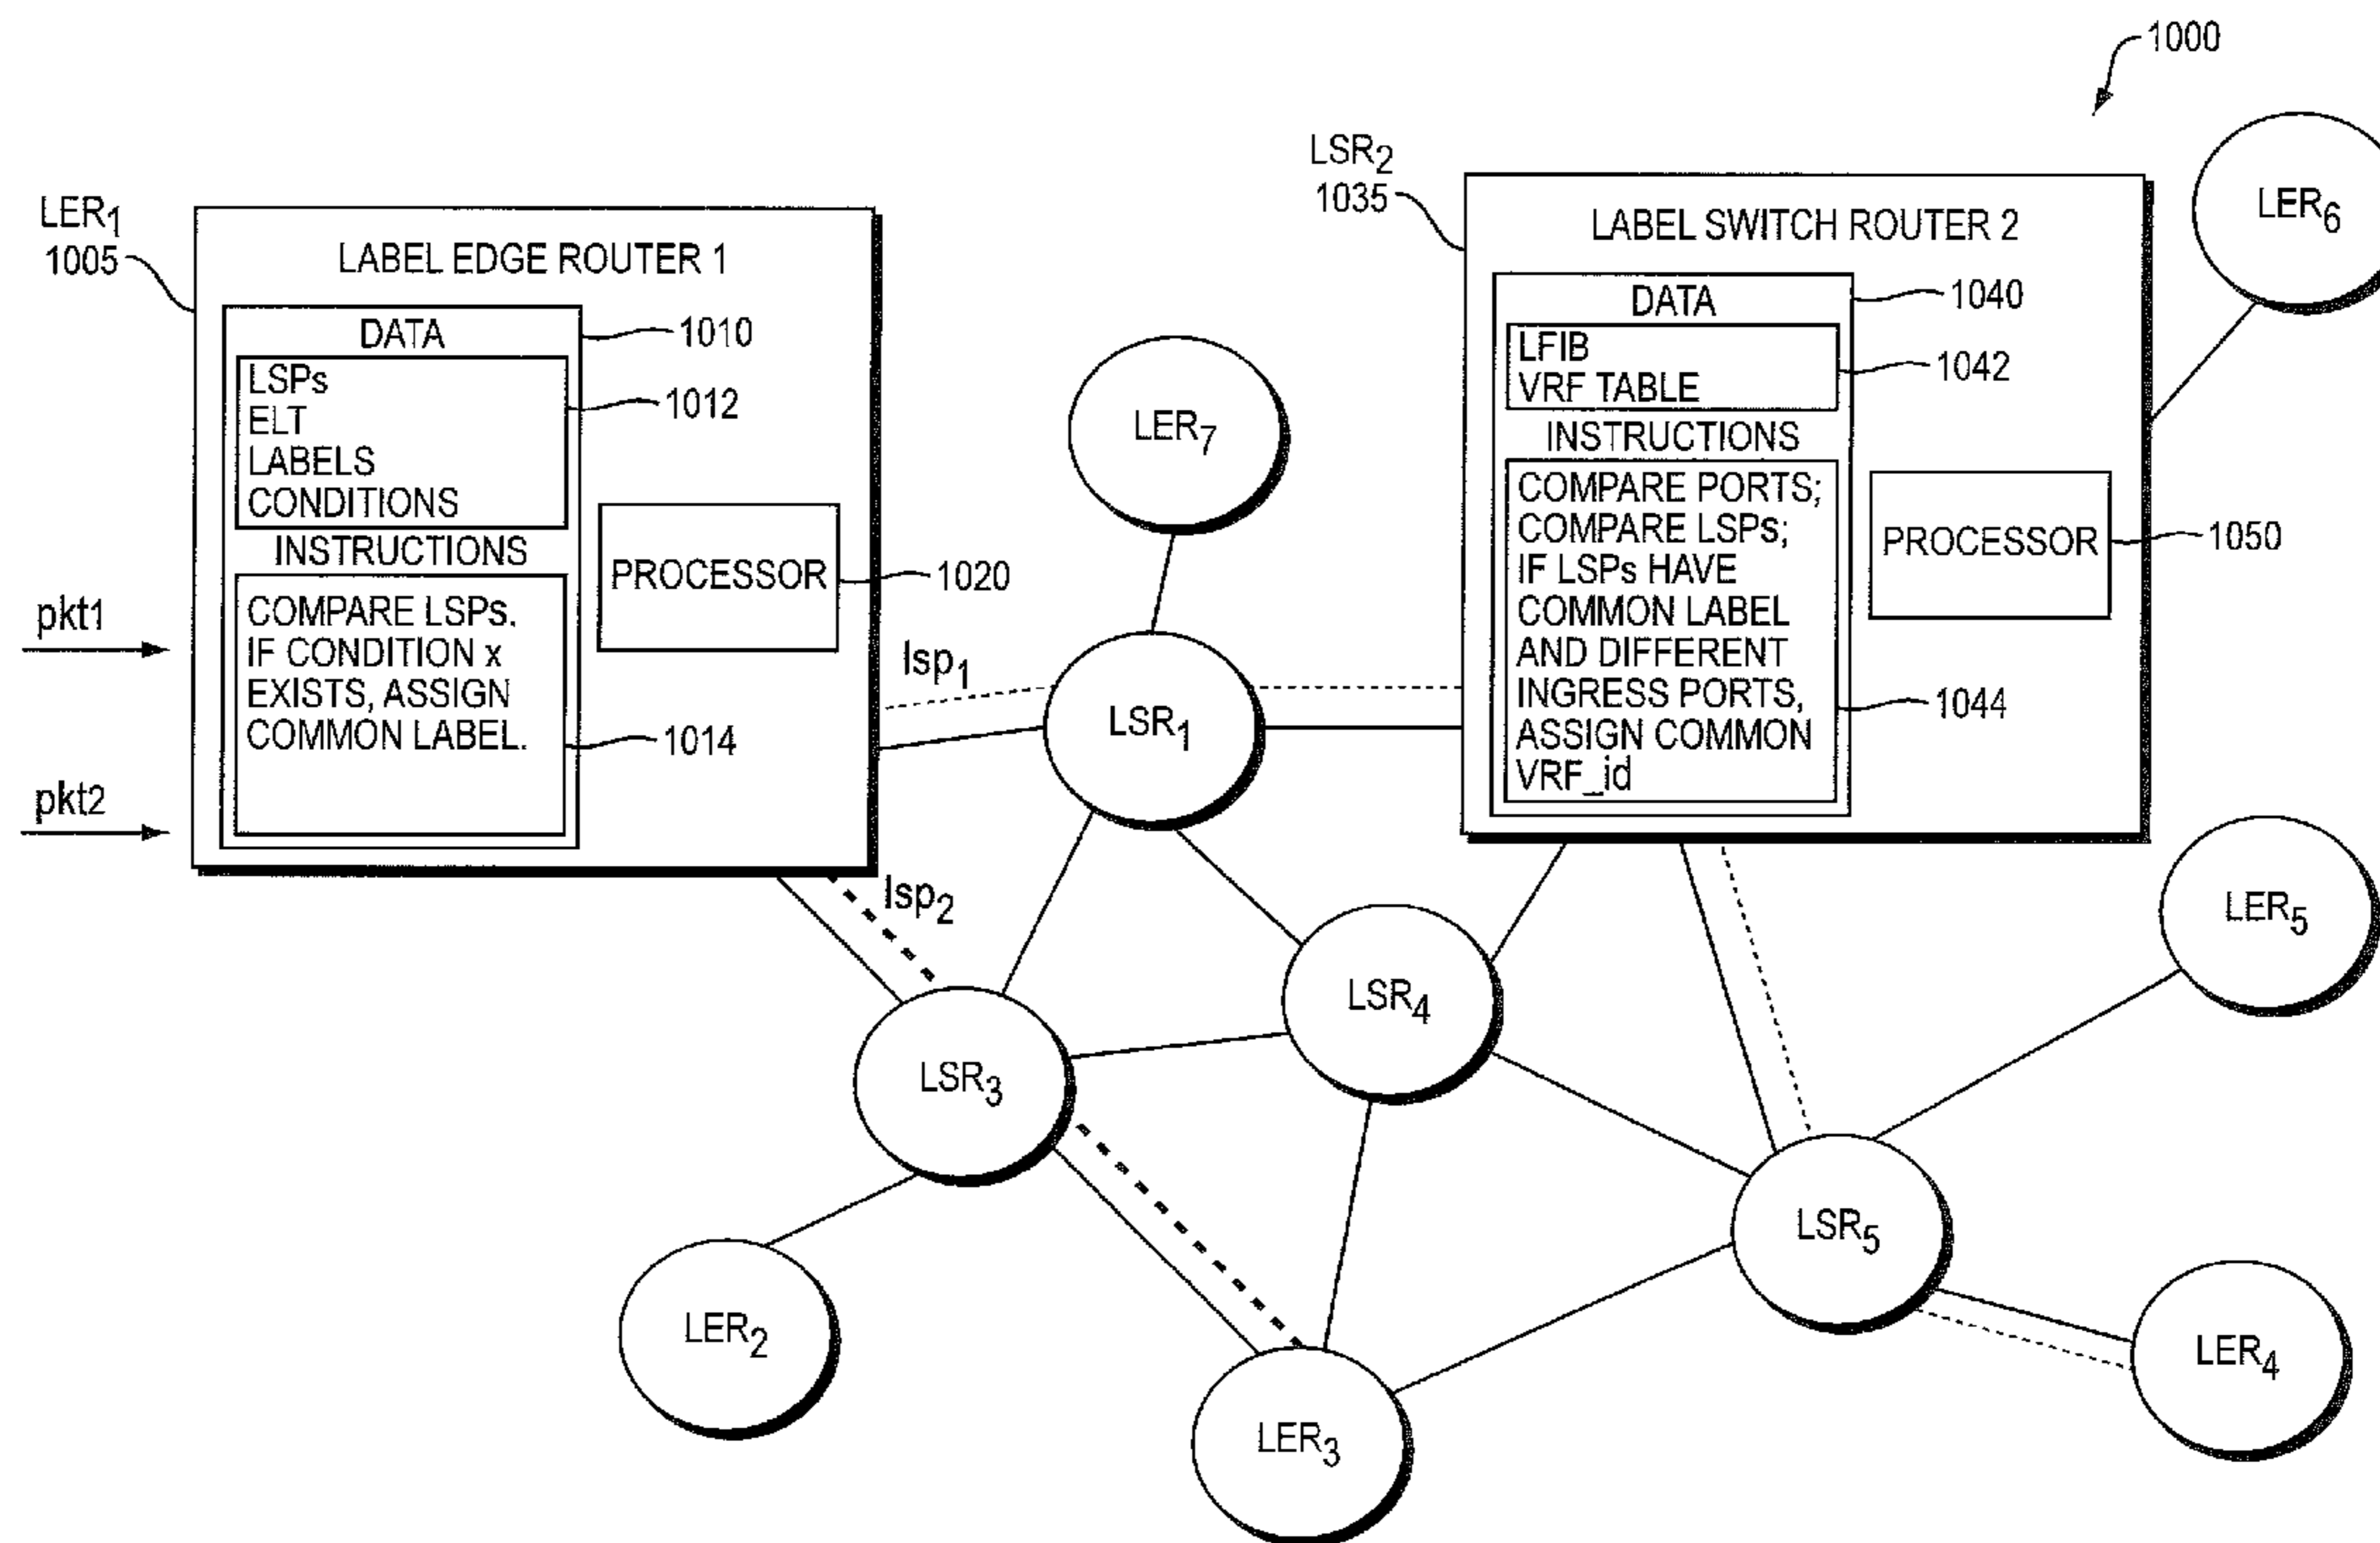 1000
LER1
1005
LABEL EDGE ROUTER 1
DATA
1010
LSPs
ELT
LABELS
CONDITIONS
1012
INSTRUCTIONS
COMPARE LSPs.
IF CONDITION x
EXISTS, ASSIGN
COMMON LABEL.
1014
PROCESSOR
1020
pkt1
pkt2
lsp1
lsp2
LSR2
1035
LABEL SWITCH ROUTER 2
DATA
1040
LFIB
VRF TABLE
1042
INSTRUCTIONS
COMPARE PORTS;
COMPARE LSPs;
IF LSPs HAVE
COMMON LABEL
AND DIFFERENT
INGRESS PORTS,
ASSIGN COMMON
VRF_id
1044
PROCESSOR
1050
LER6
LER7
LSR1
LER5
LSR4
LSR3
LSR5
LER2
LER4
LER3